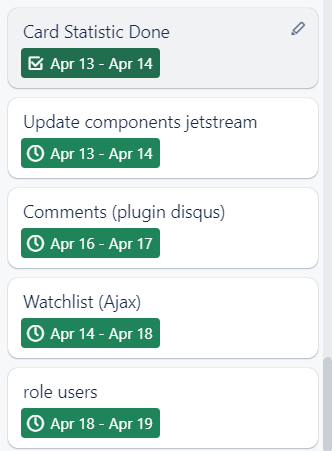 Card Statistic Done
Apr 13 - Apr 14
Update components jetstream
Apr 13 - Apr 14
Comments (plugin disqus)
Apr 16 - Apr 17
Watchlist (Ajax)
Apr 14 - Apr 18
role users
Apr 18 - Apr 19